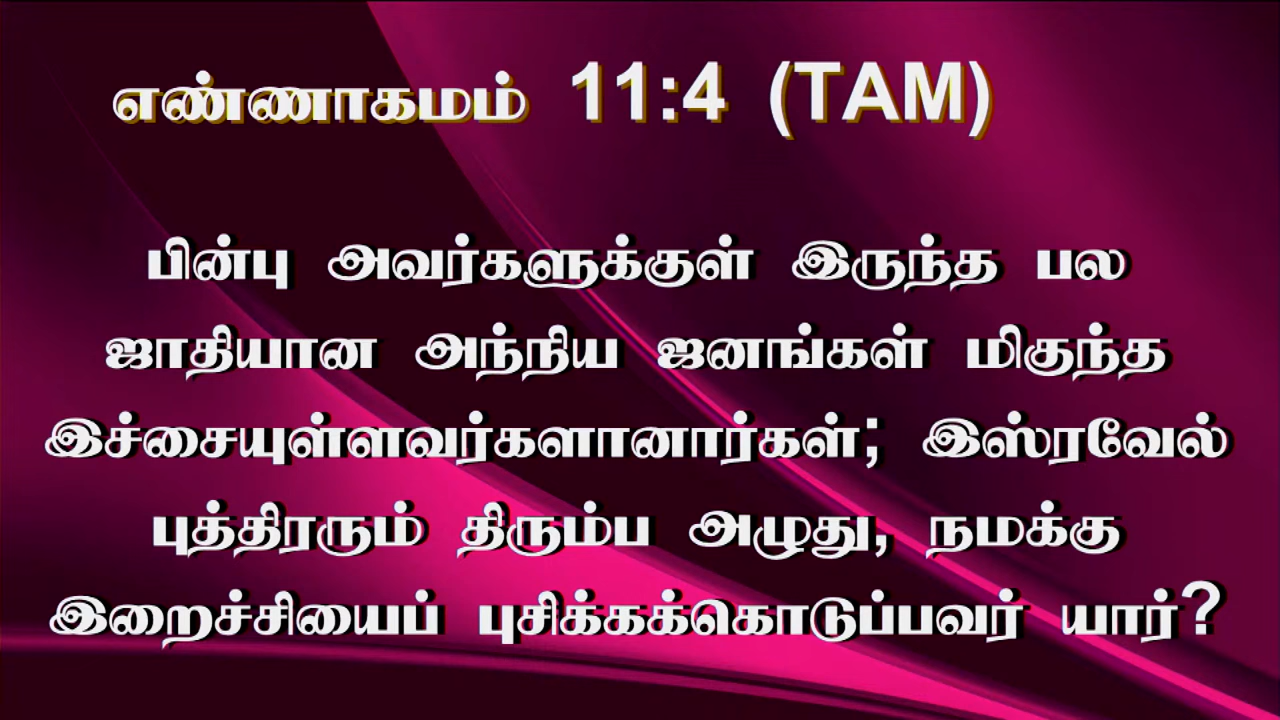 எண்ணாகமம் 11:4 (TAM)
பின்பு அவர்களுக்குள் இருந்த பல
ஜாதியான அந்நிய ஜனங்கள் மிகுந்த
இச்சையுள்ளவர்களானார்கள்; இஸ்ரவேல்
புத்திரரும் திரும்ப அழுது, நமக்கு
இறைச்சியைப் புசிக்கக்கொடுப்பவர் யார்?